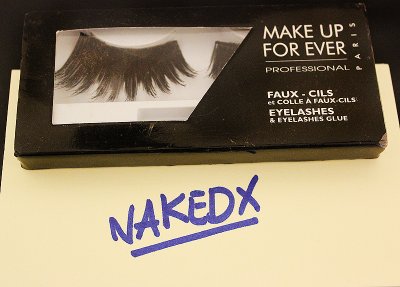 MAKE UP
FOR EVER
PARIS
PROFESSIONAL
FAUX - CILS
et COLLE À FAUX-CILS
EYELASHES
& EYELASHES GLUE
NAKEDX